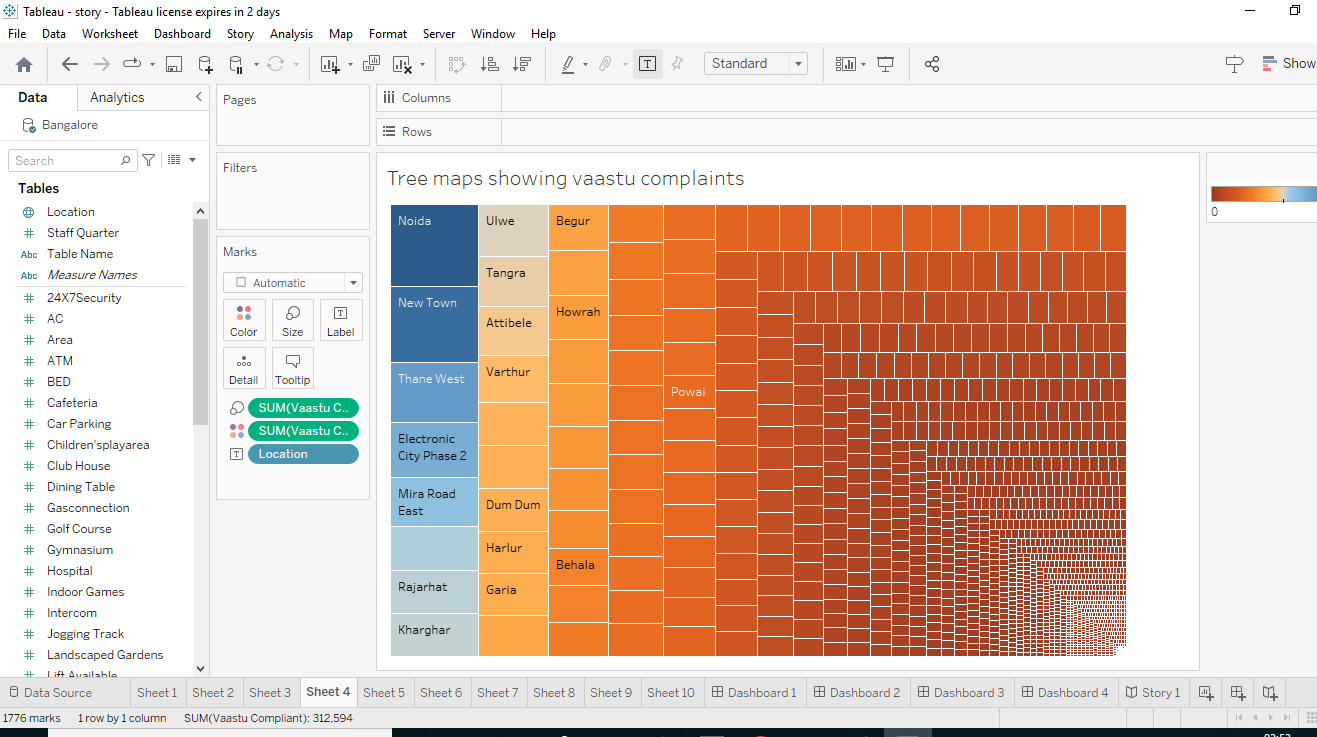 Tableau - story - Tableau license expires in 2 days
File Data Worksheet Dashboard Story Analysis Map Format Server Window Help
Standard
Show
Data Analytics
Bangalore
Search
Tables
Location
Staff Quarter
Abc Table Name
Abc Measure Names
24X7Security
AC
Area
ATM
BED
Cafeteria
Car Parking
Children'splayarea
Club House
Dining Table
Gasconnection
Golf Course
Gymnasium
Hospital
Indoor Games
Intercom
Jogging Track
Landscaped Gardens
Lift Available
Pages
Filters
Marks
Automatic
Color Size Label
Detail Tooltip
SUM(Vaastu C..
SUM(Vaastu C..
Location
Columns
Rows
Tree maps showing vaastu complaints
Noida
New Town
Thane West
Electronic
City Phase 2
Mira Road
East
Rajarhat
Kharghar
Ulwe
Tangra
Attibele
Varthur
Dum Dum
Harlur
Garia
Begur
Howrah
Behala
Powai
0
Data Source Sheet 1 Sheet 2 Sheet 3 Sheet 4 Sheet 5 Sheet 6 Sheet 7 Sheet 8 Sheet 9 Sheet 10 Dashboard 1 Dashboard 2 Dashboard 3 Dashboard 4 Story 1
1776 marks 1 row by 1 column SUM(Vaastu Compliant): 312,594